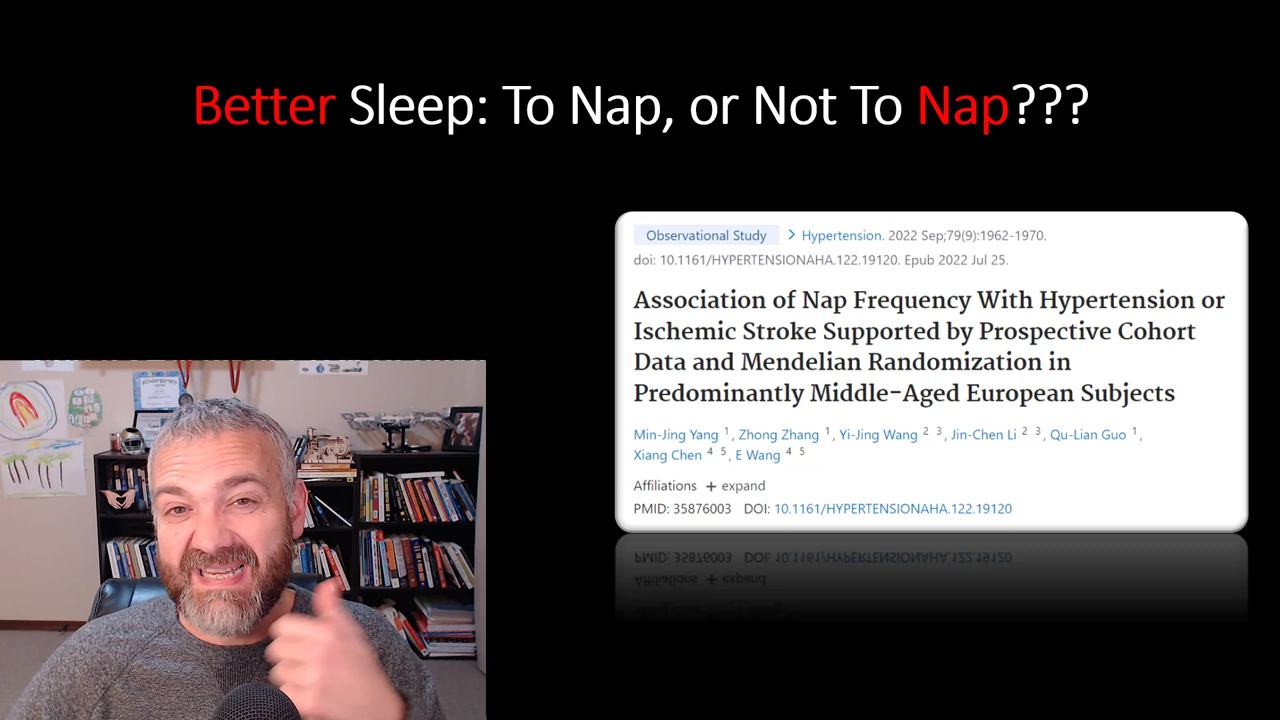 Better Sleep: To Nap, or Not To Nap???
Observational Study > Hypertension. 2022 Sep;79(9):1962-1970.
doi: 10.1161/HYPERTENSIONAHA.122.19120. Epub 2022 Jul 25.
Association of Nap Frequency With Hypertension or
Ischemic Stroke Supported by Prospective Cohort
Data and Mendelian Randomization in
Predominantly Middle-Aged European Subjects
Min-Jing Yang 1, Zhong Zhang 1, Yi-Jing Wang 2 3, Jin-Chen Li 2 3, Qu-Lian Guo 1,
Xiang Chen 4 5, E Wang 4 5
Affiliations + expand
PMID: 35876003 DOI: 10.1161/HYPERTENSIONAHA.122.19120
Kindergarten